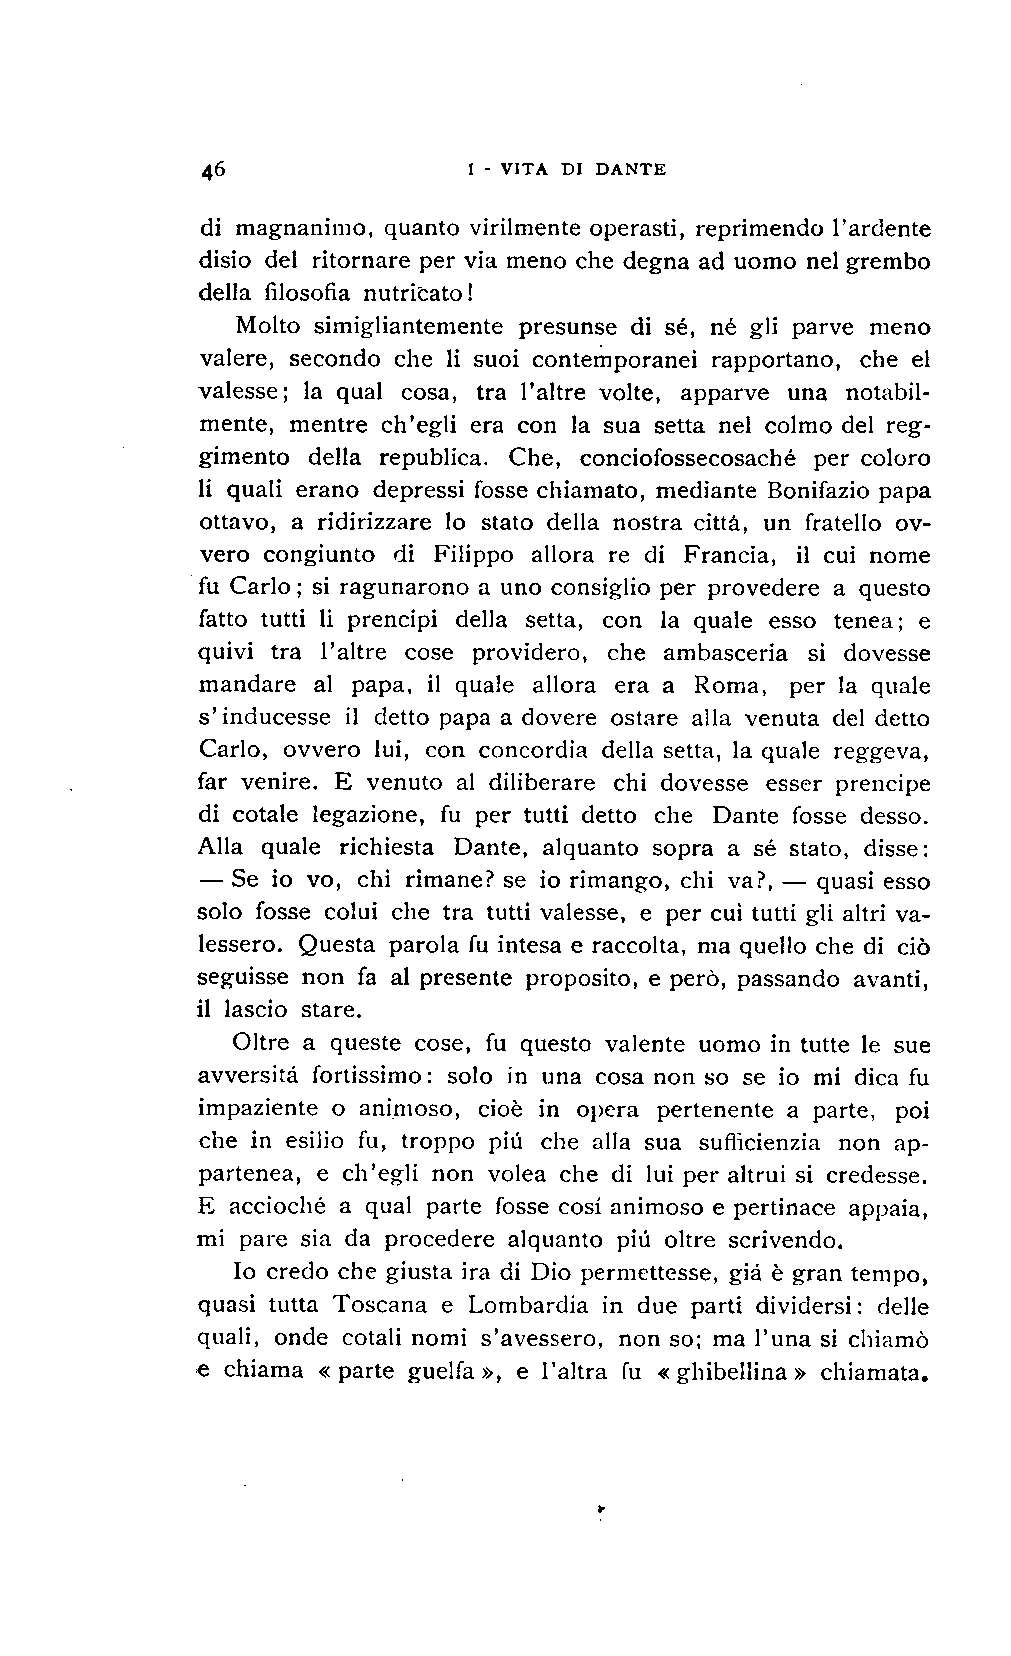 46 I - VITA DI DANTE
di magnanimo, quanto virilmente operasti, reprimendo l'ardente
disio del ritornare per via meno che degna ad uomo nel grembo
della filosofia nutricato!
Molto simigliantemente presunse di sé, né gli parve meno
valere, secondo che li suoi contemporanei rapportano, che el
valesse; la qual cosa, tra l'altre volte, apparve una notabil-
mente, mentre ch'egli era con la sua setta nel colmo del reg-
gimento della republica. Che, conciofossecosaché per coloro
li quali erano depressi fosse chiamato, mediante Bonifazio papa
ottavo, a ridirizzare lo stato della nostra cittá, un fratello ov-
vero congiunto di Filippo allora re di Francia, il cui nome
fu Carlo; si ragunarono a uno consiglio per provedere a questo
fatto tutti li prencipi della setta, con la quale esso tenea; e
quivi tra l'altre cose providero, che ambasceria si dovesse
mandare al papa, il quale allora era a Roma, per la quale
s'inducesse il detto papa a dovere ostare alla venuta del detto
Carlo, ovvero lui, con concordia della setta, la quale reggeva,
far venire. E venuto al diliberare chi dovesse esser prencipe
di cotale legazione, fu per tutti detto che Dante fosse desso.
Alla quale richiesta Dante, alquanto sopra a sé stato, disse:
— Se io vo, chi rimane? se io rimango, chi va?, — quasi esso
solo fosse colui che tra tutti valesse, e per cui tutti gli altri va-
lessero. Questa parola fu intesa e raccolta, ma quello che di ciò
seguisse non fa al presente proposito, e però, passando avanti,
il lascio stare.
Oltre a queste cose, fu questo valente uomo in tutte le sue
avversitá fortissimo: solo in una cosa non so se io mi dica fu
impaziente o animoso, cioè in opera pertenente a parte, poi
che in esilio fu, troppo piú che alla sua sufficienzia non ap-
partenea, e ch'egli non volea che di lui per altrui si credesse.
E accioché a qual parte fosse cosí animoso e pertinace appaia,
mi pare sia da procedere alquanto piú oltre scrivendo.
Io credo che giusta ira di Dio permettesse, giá è gran tempo,
quasi tutta Toscana e Lombardia in due parti dividersi: delle
quali, onde cotali nomi s'avessero, non so; ma l'una si chiamò
e chiama « parte guelfa », e l'altra fu « ghibellina » chiamata.